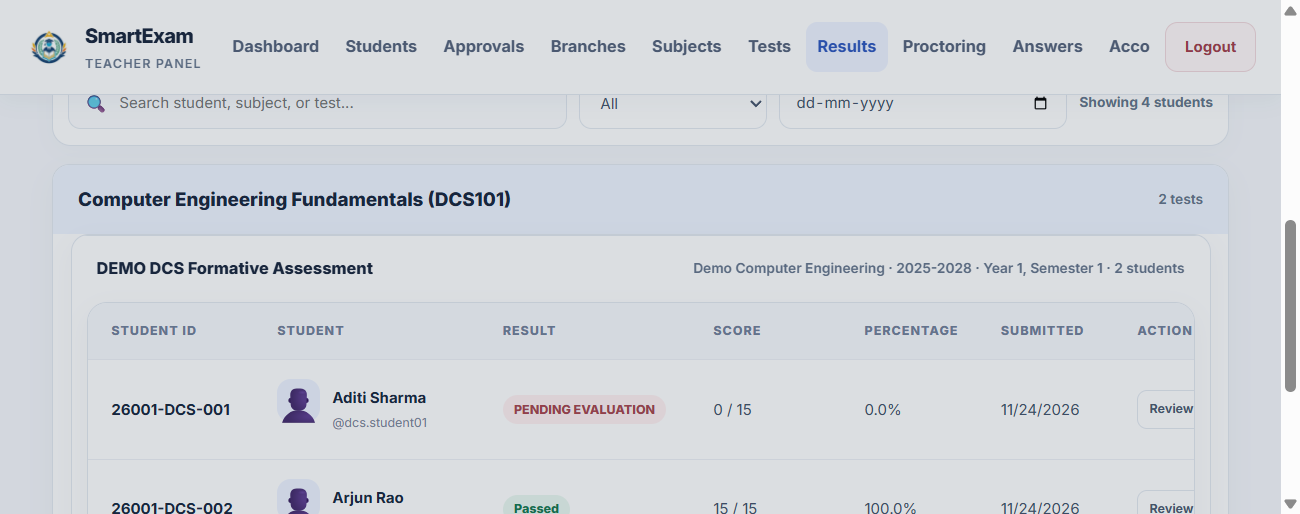 SmartExam
TEACHER PANEL
Dashboard Students Approvals Branches Subjects Tests Results Proctoring Answers Acco Logout
Search student, subject, or test... All dd-mm-yyyy Showing 4 students
Computer Engineering Fundamentals (DCS101) 2 tests
DEMO DCS Formative Assessment Demo Computer Engineering · 2025-2028 · Year 1, Semester 1 · 2 students
STUDENT ID STUDENT RESULT SCORE PERCENTAGE SUBMITTED ACTION
26001-DCS-001 Aditi Sharma PENDING EVALUATION 0 / 15 0.0% 11/24/2026 Review
@dcs.student01
26001-DCS-002 Arjun Rao Passed 15 / 15 100.0% 11/24/2026 Review